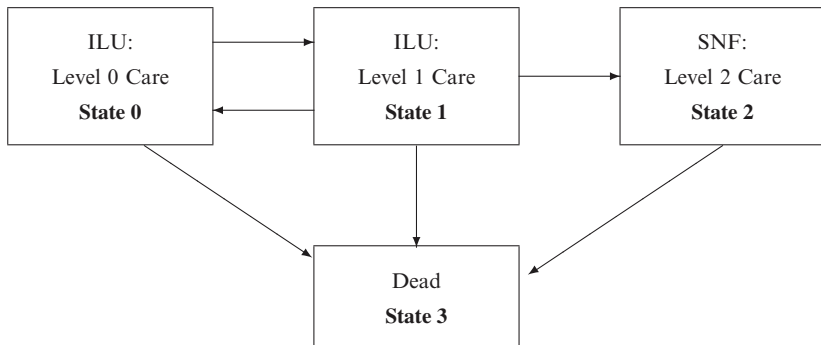 ILU:
Level 0 Care
State 0
ILU:
Level 1 Care
State 1
SNF:
Level 2 Care
State 2
Dead
State 3